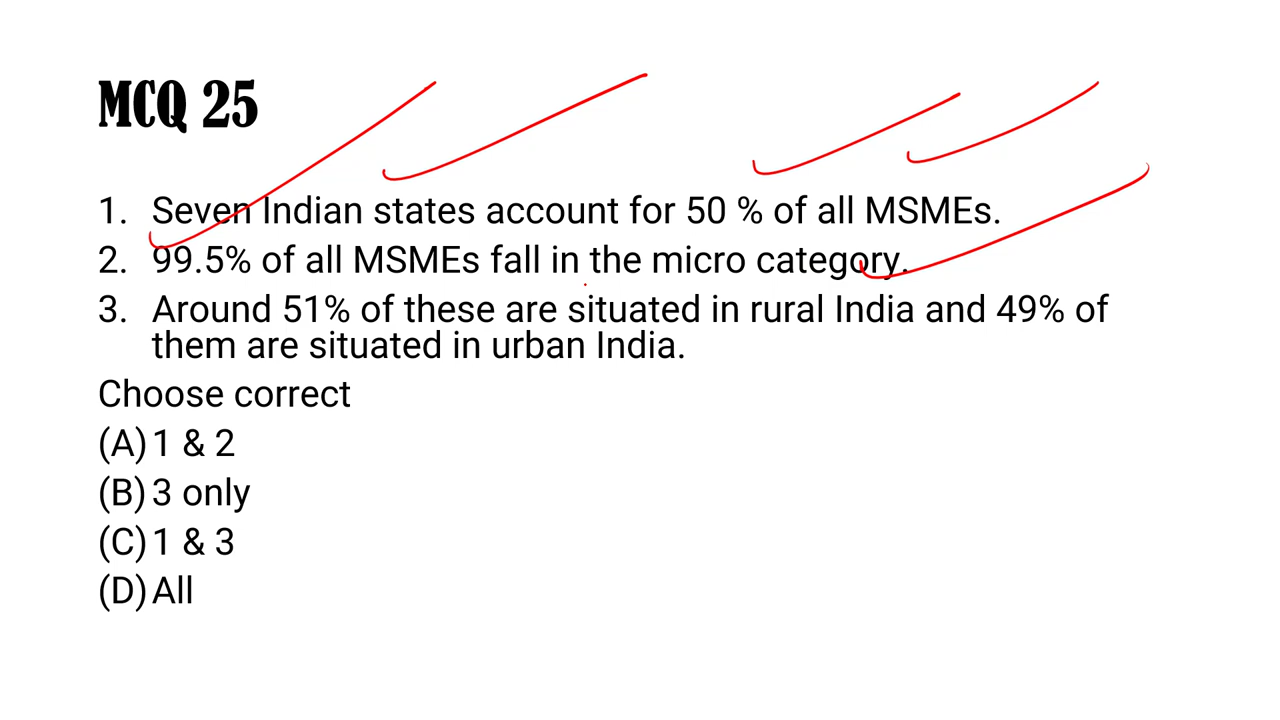 MCQ 25
1. Seven Indian states account for 50 % of all MSMEs.
2. 99.5% of all MSMEs fall in the micro category.
3. Around 51% of these are situated in rural India and 49% of
them are situated in urban India.
Choose correct
(A) 1 & 2
(B) 3 only
(C) 1 & 3
(D) All